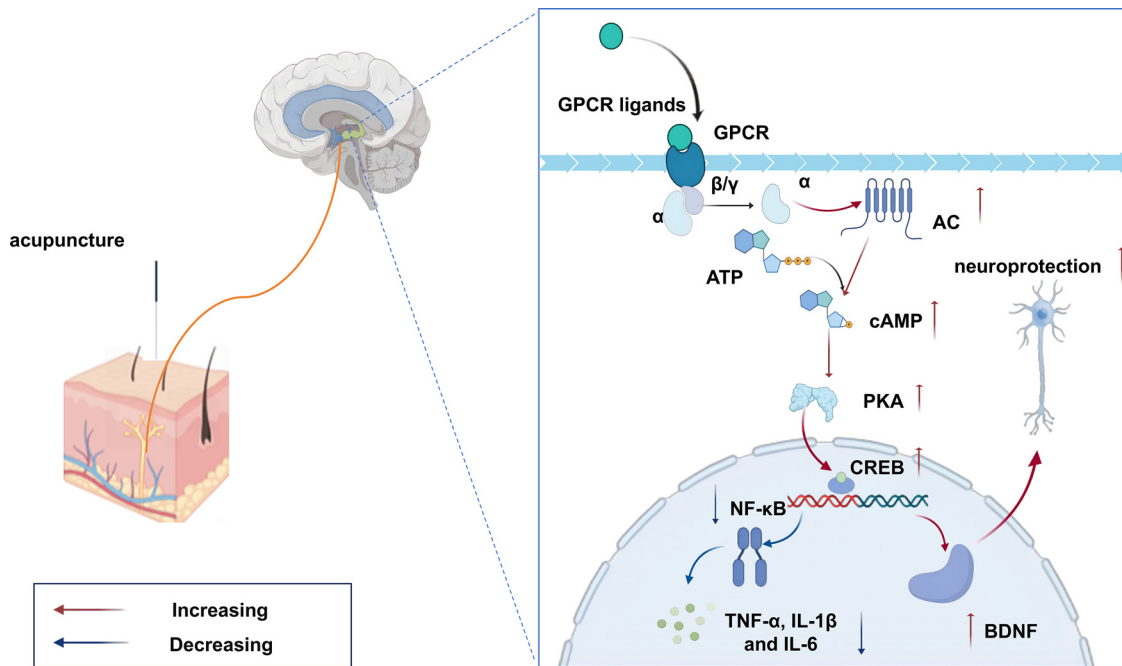 acupuncture
Increasing
Decreasing
GPCR ligands
GPCR
β/γ
α
α
AC
ATP
neuroprotection
cAMP
PKA
CREB
NF-κB
TNF-α, IL-1β
and IL-6
BDNF